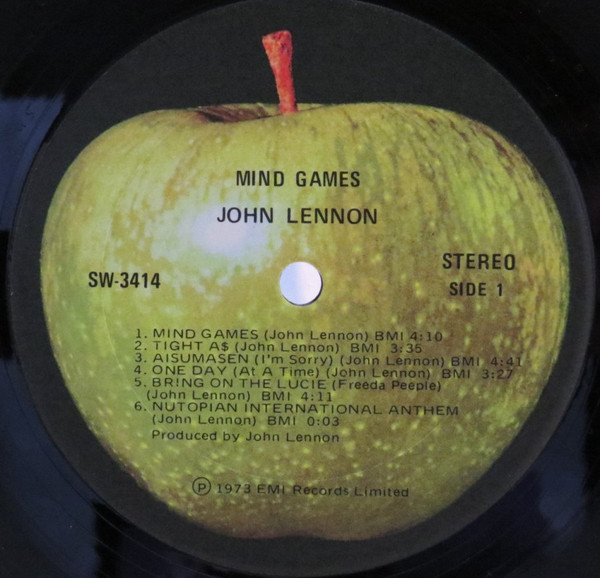 MIND GAMES
JOHN LENNON
SW-3414
STEREO
SIDE 1
1. MIND GAMES (John Lennon) BMI 4:10
2. TIGHT A$ (John Lennon) BMI 3:35
3. AISUMASEN (I'm Sorry) (John Lennon) BMI 4:41
4. ONE DAY (At A Time) (John Lennon) BMI 3:27
5. BRING ON THE LUCIE (Freeda Peeple)
(John Lennon) BMI 4:11
6. NUTOPIAN INTERNATIONAL ANTHEM
(John Lennon) BMI 0:03
Produced by John Lennon
℗ 1973 EMI Records Limited